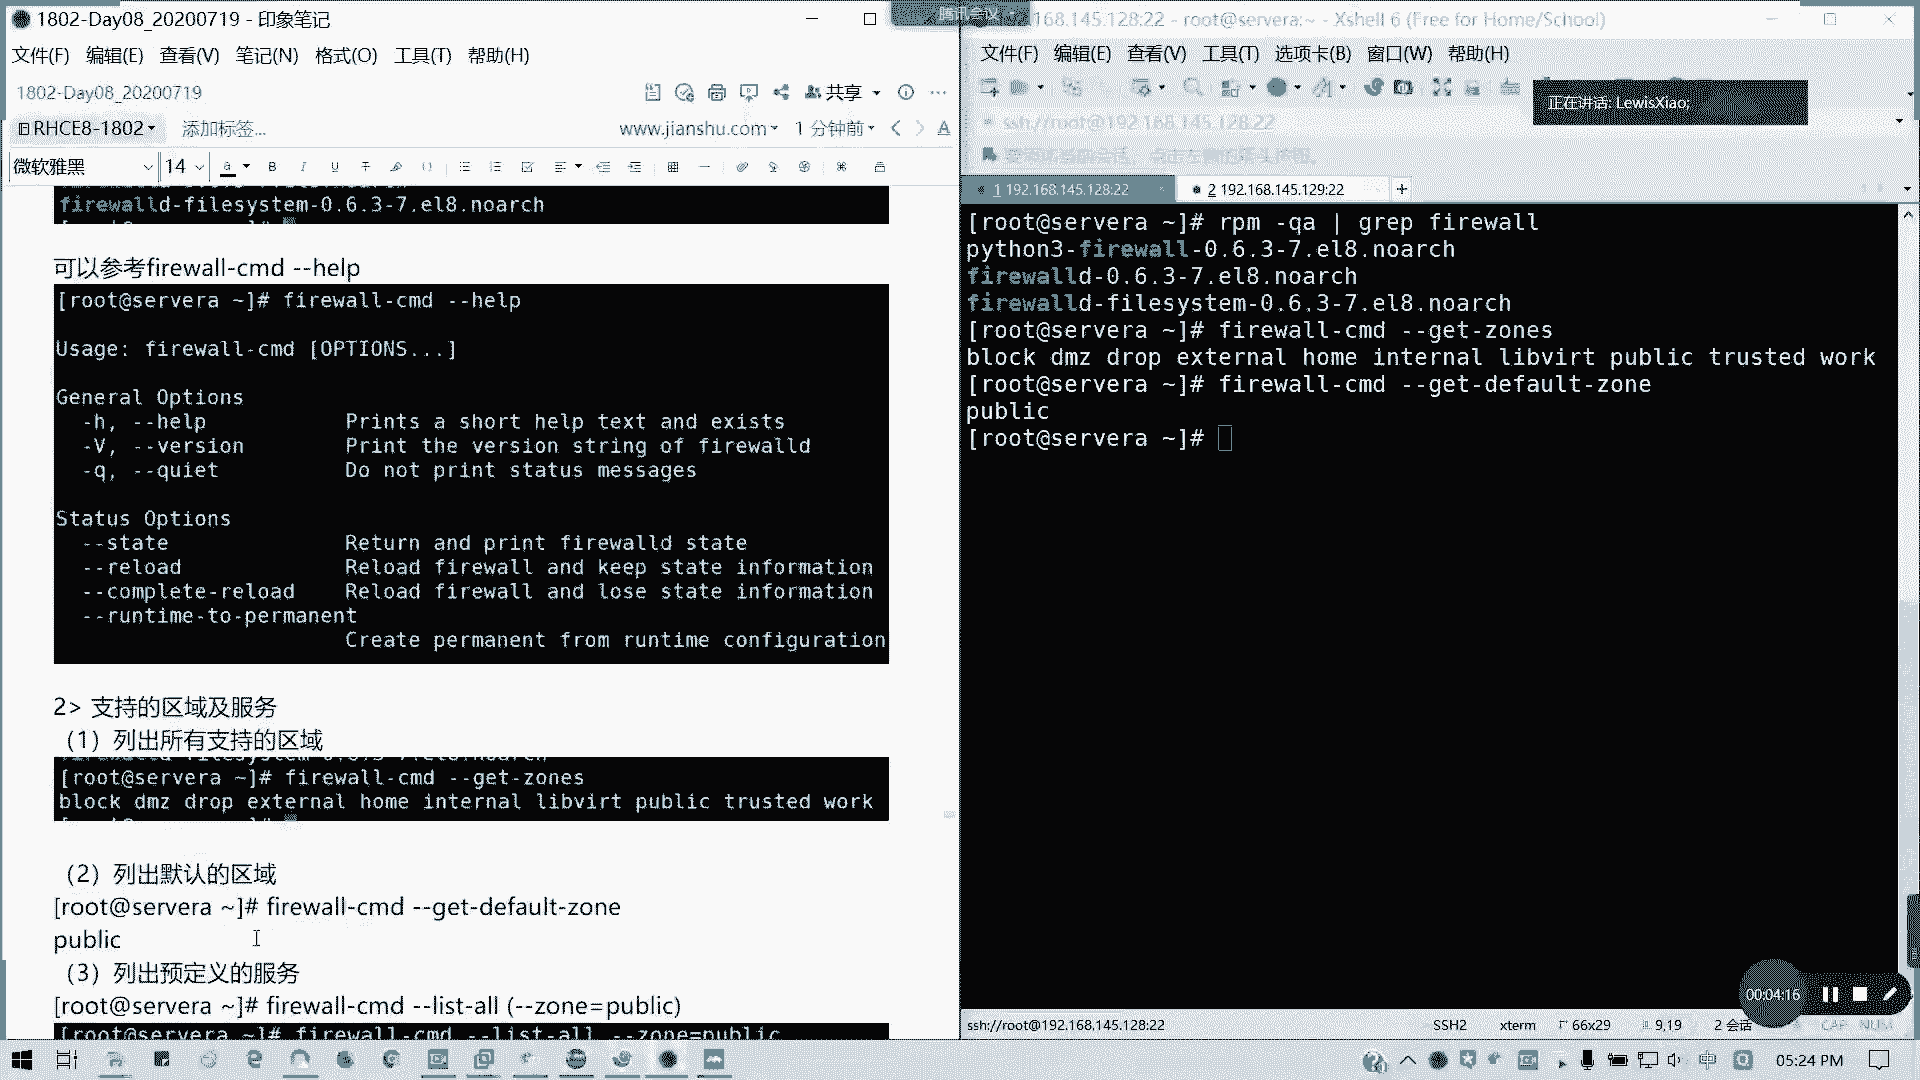 1802-Day08_20200719 - 印象笔记
文件(F) 编辑(E) 查看(V) 笔记(N) 格式(O) 工具(T) 帮助(H)
1802-Day08_20200719
共享
RHCE8-1802
添加标签...
www.jianshu.com
1 分钟前
微软雅黑 14
firewalld-filesystem-0.6.3-7.el8.noarch
可以参考firewall-cmd --help
[root@servera ~]# firewall-cmd --help
Usage: firewall-cmd [OPTIONS...]
General Options
-h, --help Prints a short help text and exists
-V, --version Print the version string of firewalld
-q, --quiet Do not print status messages
Status Options
--state Return and print firewalld state
--reload Reload firewall and keep state information
--complete-reload Reload firewall and lose state information
--runtime-to-permanent
Create permanent from runtime configuration
2> 支持的区域及服务
（1）列出所有支持的区域
[root@servera ~]# firewall-cmd --get-zones
block dmz drop external home internal libvirt public trusted work
（2）列出默认的区域
[root@servera ~]# firewall-cmd --get-default-zone
public
（3）列出预定义的服务
[root@servera ~]# firewall-cmd --list-all (--zone=public)
[root@servera ~]# firewall-cmd --list-all --zone=public
腾讯会议
168.145.128:22 - root@servera:~ - Xshell 6 (Free for Home/School)
文件(F) 编辑(E) 查看(V) 工具(T) 选项卡(B) 窗口(W) 帮助(H)
正在讲话: LewisXiao;
ssh://root@192.168.145.128:22
1 192.168.145.128:22
2 192.168.145.129:22
[root@servera ~]# rpm -qa | grep firewall
python3-firewall-0.6.3-7.el8.noarch
firewalld-0.6.3-7.el8.noarch
firewalld-filesystem-0.6.3-7.el8.noarch
[root@servera ~]# firewall-cmd --get-zones
block dmz drop external home internal libvirt public trusted work
[root@servera ~]# firewall-cmd --get-default-zone
public
[root@servera ~]#
00:04:16
ssh://root@192.168.145.128:22
SSH2
xterm
66x29
9,19
2 会话
CAP NUM
中
05:24 PM